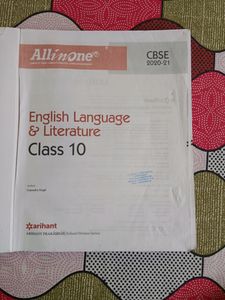 All in one
CBSE
2020-21
English Language
& Literature
Class 10
arihant